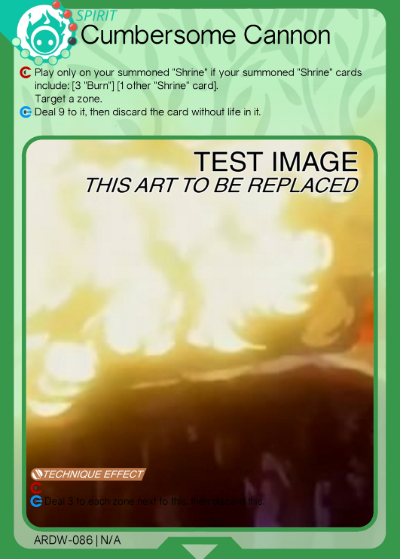 SPIRIT
Cumbersome Cannon
Play only on your summoned "Shrine" if your summoned "Shrine" cards
include: [3 "Burn"] [1 other "Shrine" card].
Target a zone.
Deal 9 to it, then discard the card without life in it.
TEST IMAGE
THIS ART TO BE REPLACED
TECHNIQUE EFFECT
Deal 3 to each zone next to this, then discard this.
ARDW-086 | N/A